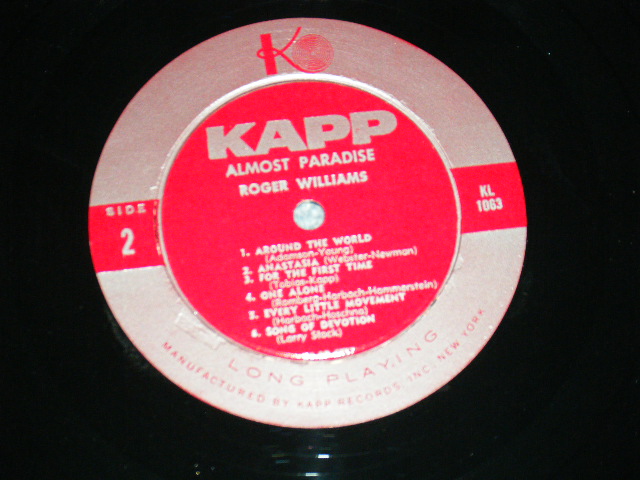 K
KAPP
ALMOST PARADISE
ROGER WILLIAMS
SIDE
2
KL
1063
1. AROUND THE WORLD
(Adamson-Young)
2. ANASTASIA (Webster-Newman)
3. FOR THE FIRST TIME
(Tobias-Kapp)
4. ONE ALONE
(Romberg-Harbach-Hammerstein)
5. EVERY LITTLE MOVEMENT
(Harbach-Hoschna)
6. SONG OF DEVOTION
(Larry Stock)
LONG PLAYING
MANUFACTURED BY KAPP RECORDS, INC. NEW YORK